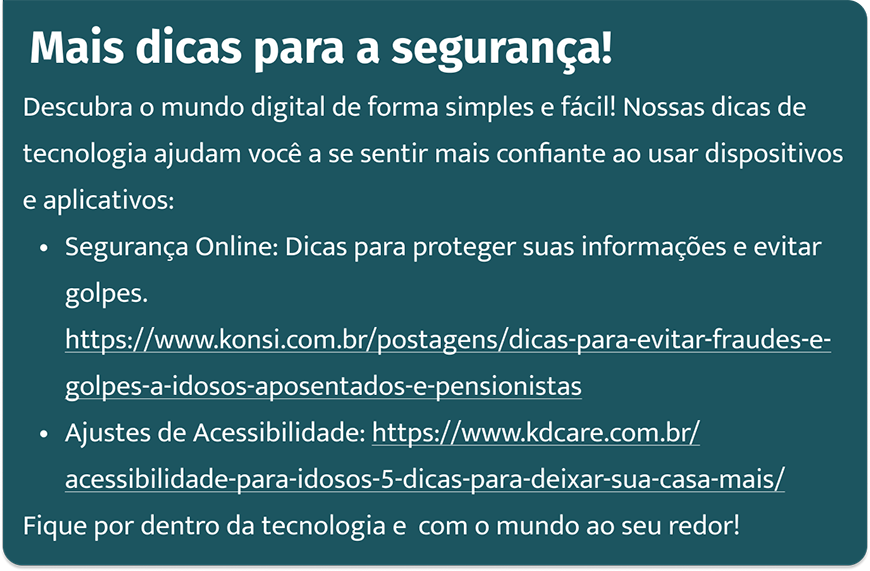 Mais dicas para a segurança!
Descubra o mundo digital de forma simples e fácil! Nossas dicas de
tecnologia ajudam você a se sentir mais confiante ao usar dispositivos
e aplicativos:
• Segurança Online: Dicas para proteger suas informações e evitar
golpes.
https://www.konsi.com.br/postagens/dicas-para-evitar-fraudes-e-
golpes-a-idosos-aposentados-e-pensionistas
• Ajustes de Acessibilidade: https://www.kdcare.com.br/
acessibilidade-para-idosos-5-dicas-para-deixar-sua-casa-mais/
Fique por dentro da tecnologia e  com o mundo ao seu redor!